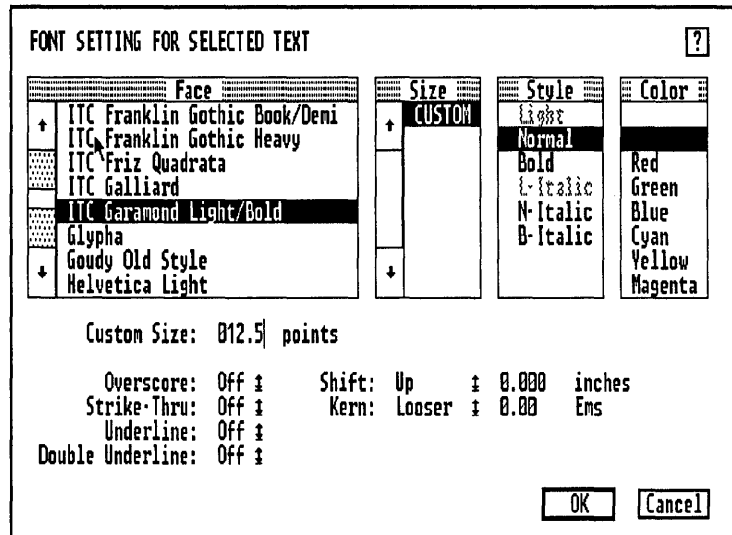 FONT SETTING FOR SELECTED TEXT ?
Face
ITC Franklin Gothic Book/Demi
ITC Franklin Gothic Heavy
ITC Friz Quadrata
ITC Galliard
ITC Garamond Light/Bold
Glypha
Goudy Old Style
Helvetica Light
Size
CUSTOM
Style
Light
Normal
Bold
L-Italic
N-Italic
B-Italic
Color
Red
Green
Blue
Cyan
Yellow
Magenta
Custom Size: 012.5 points
Overscore: Off Shift: Up 0.000 inches
Strike-Thru: Off Kern: Looser 0.00 Ems
Underline: Off
Double Underline: Off
OK Cancel